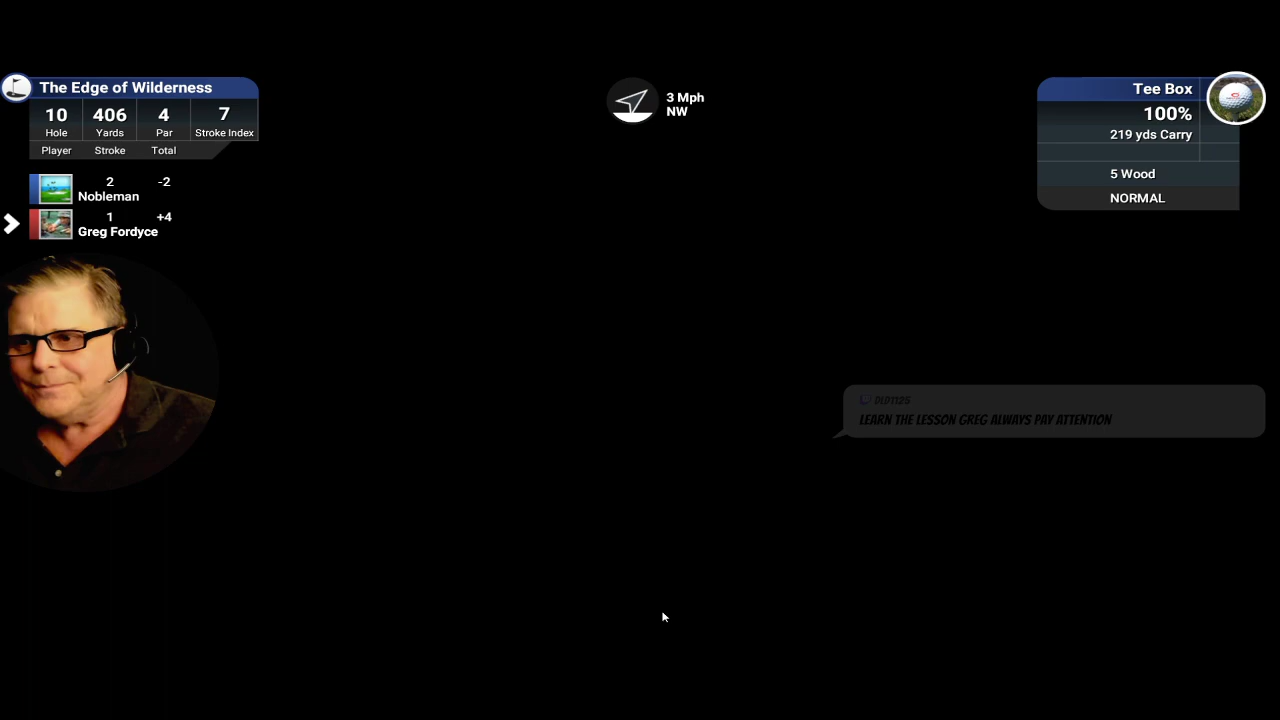 The Edge of Wilderness
10 406 4 7
Hole Yards Par Stroke Index
Player Stroke Total
2 -2
Nobleman
1 +4
Greg Fordyce
3 Mph
NW
Tee Box
100%
219 yds Carry
5 Wood
NORMAL
DLD1125
LEARN THE LESSON GREG ALWAYS PAY ATTENTION